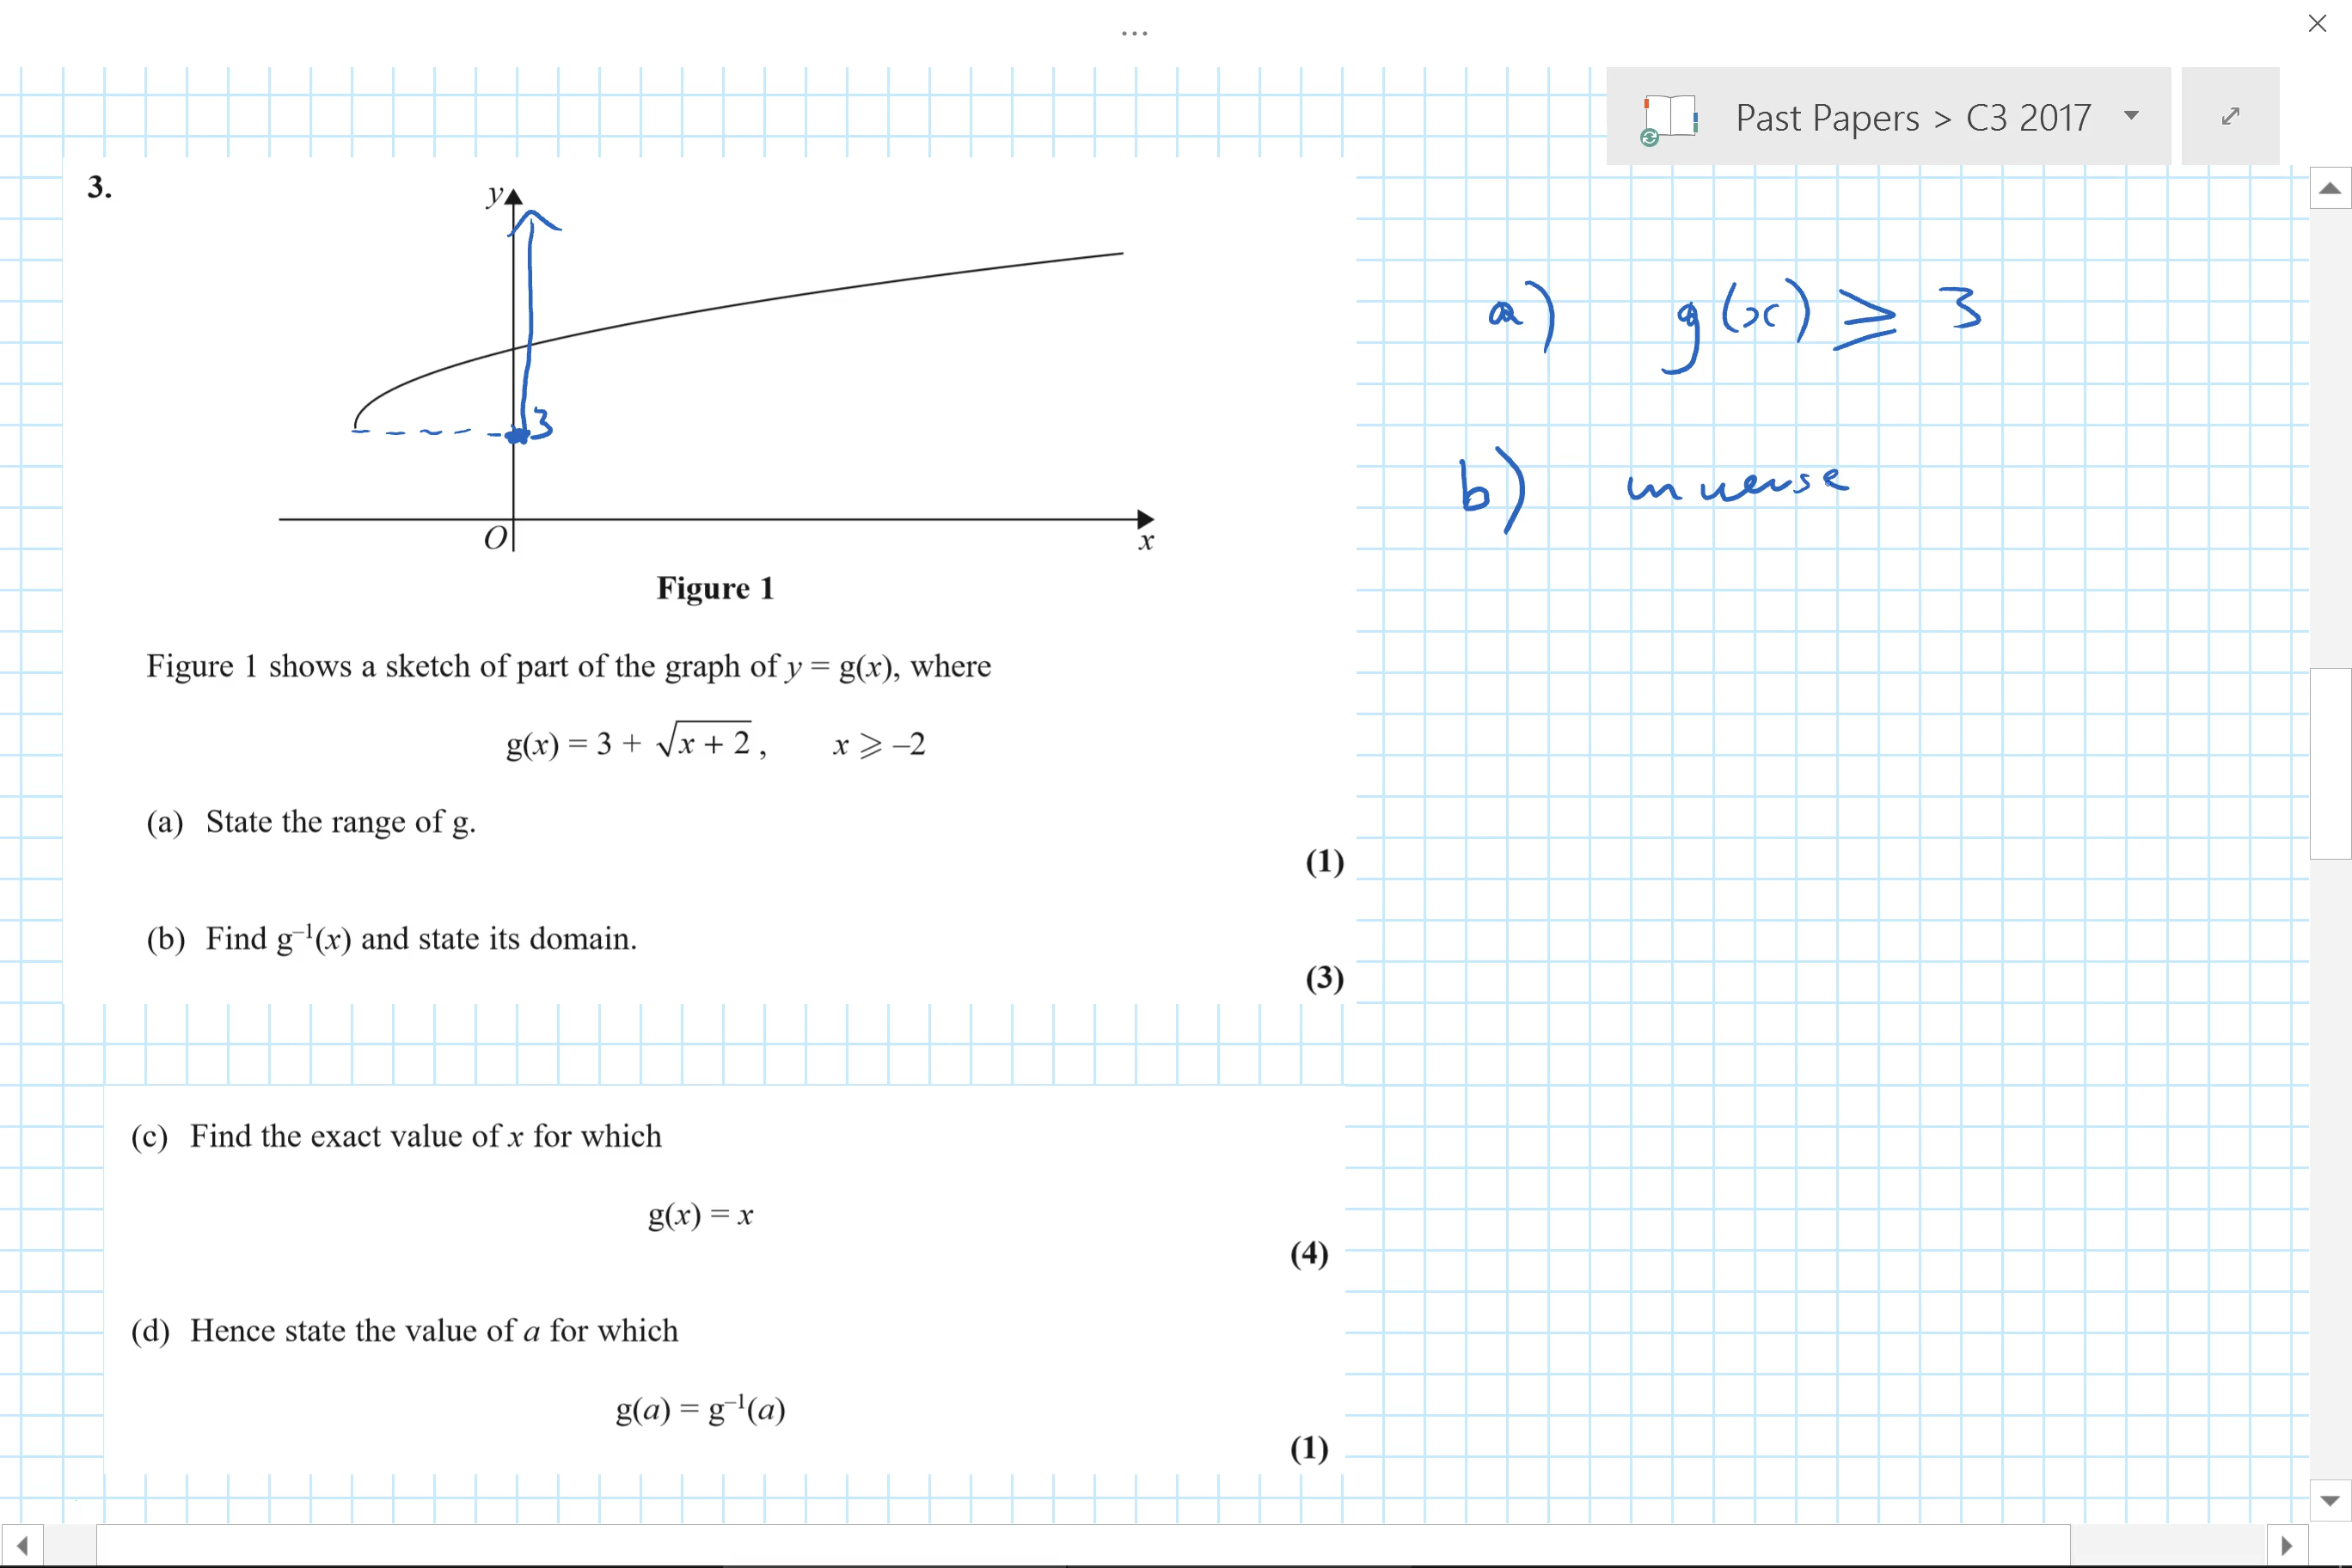 ...
Past Papers > C3 2017
3.
y
3
O
x
Figure 1
a) g(x) ≥ 3
b) inverse
Figure 1 shows a sketch of part of the graph of y = g(x), where
g(x) = 3 + √(x + 2) , x ⩾ –2
(a) State the range of g.
(1)
(b) Find g⁻¹(x) and state its domain.
(3)
(c) Find the exact value of x for which
g(x) = x
(4)
(d) Hence state the value of a for which
g(a) = g⁻¹(a)
(1)